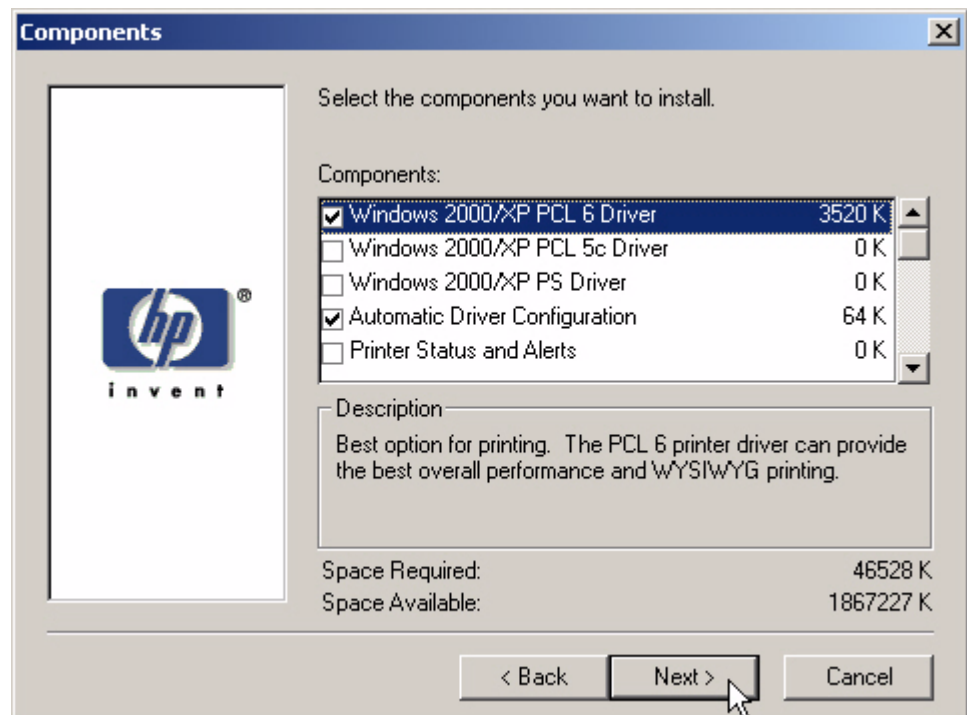 Components
Select the components you want to install.
Components:
Windows 2000/XP PCL 6 Driver 3520 K
Windows 2000/XP PCL 5c Driver 0 K
Windows 2000/XP PS Driver 0 K
Automatic Driver Configuration 64 K
Printer Status and Alerts 0 K
hp ®
invent
Description
Best option for printing. The PCL 6 printer driver can provide
the best overall performance and WYSIWYG printing.
Space Required: 46528 K
Space Available: 1867227 K
< Back Next > Cancel